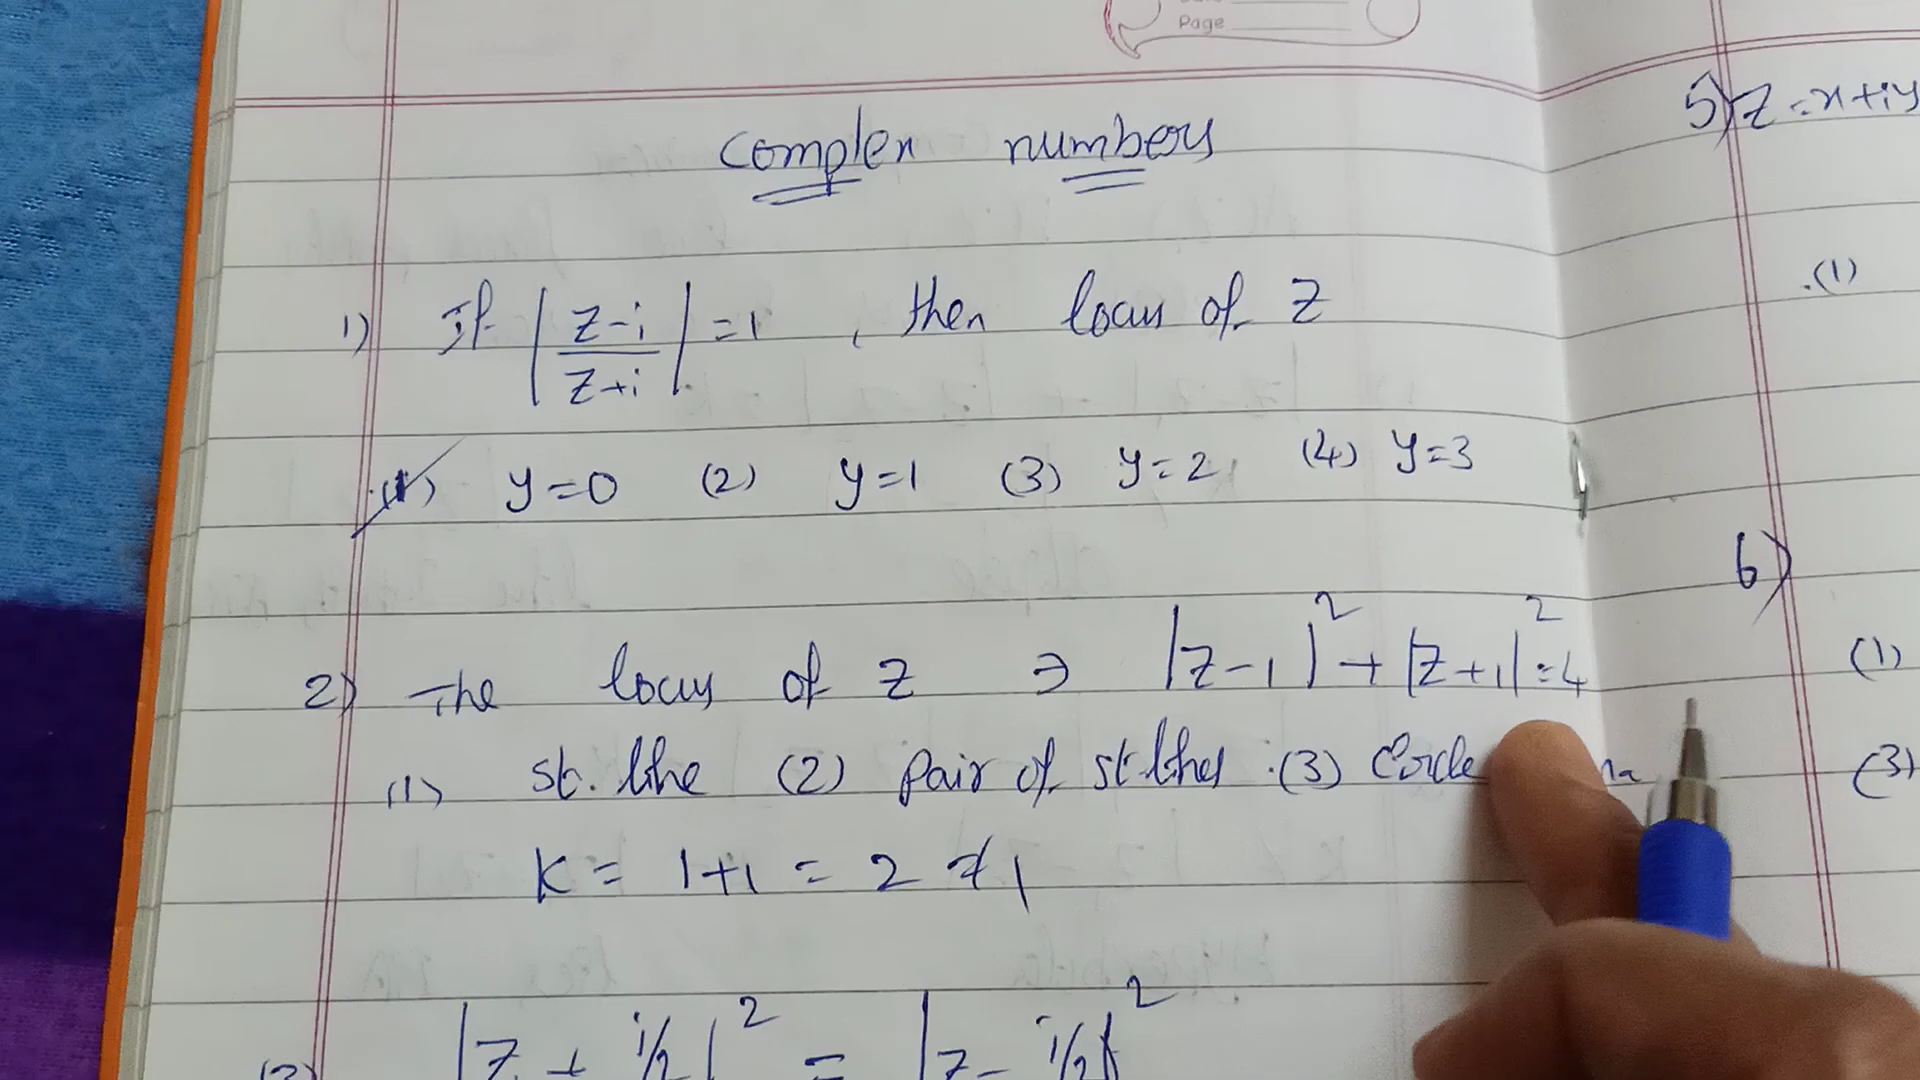 Page
complex numbers
1) If |z-i/z+i| = 1, then locus of z
(1) y=0 (2) y=1 (3) y=2 (4) y=3
2) The locus of z ⇒ |z-1|² + |z+1|² = 4
(1) st. line (2) Pair of st. lines (3) Circle
K = 1+1 = 2 ≠ 1
|z + i/2|² = |z - i/2|²
5) z = x+iy
(1)
6)
(1)
(3)